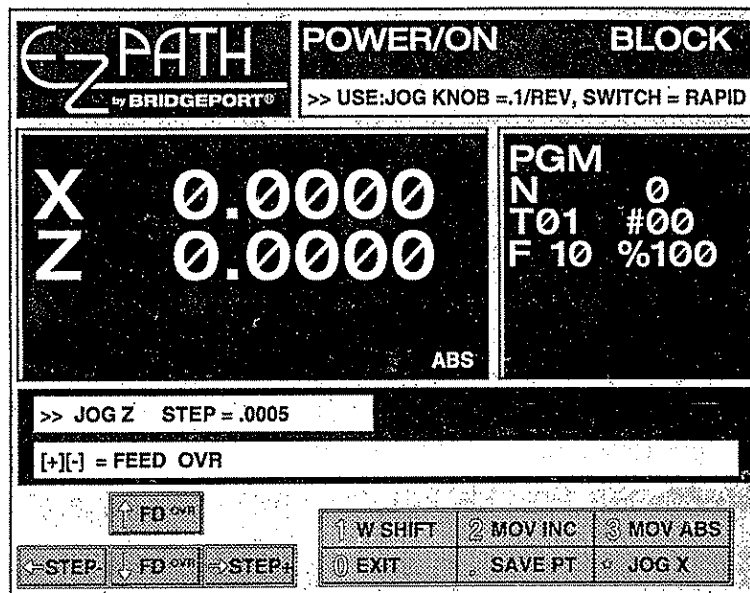 EZ PATH
by BRIDGEPORT®
POWER/ON BLOCK
>> USE:JOG KNOB =.1/REV, SWITCH = RAPID
X 0.0000
Z 0.0000
ABS
PGM
N 0
T01 #00
F 10 %100
>> JOG Z STEP = .0005
[+][-] = FEED OVR
↑ FD OVR
←STEP- ↓ FD OVR ⇒STEP+
1 W SHIFT 2 MOV INC 3 MOV ABS
0 EXIT . SAVE PT ° JOG X